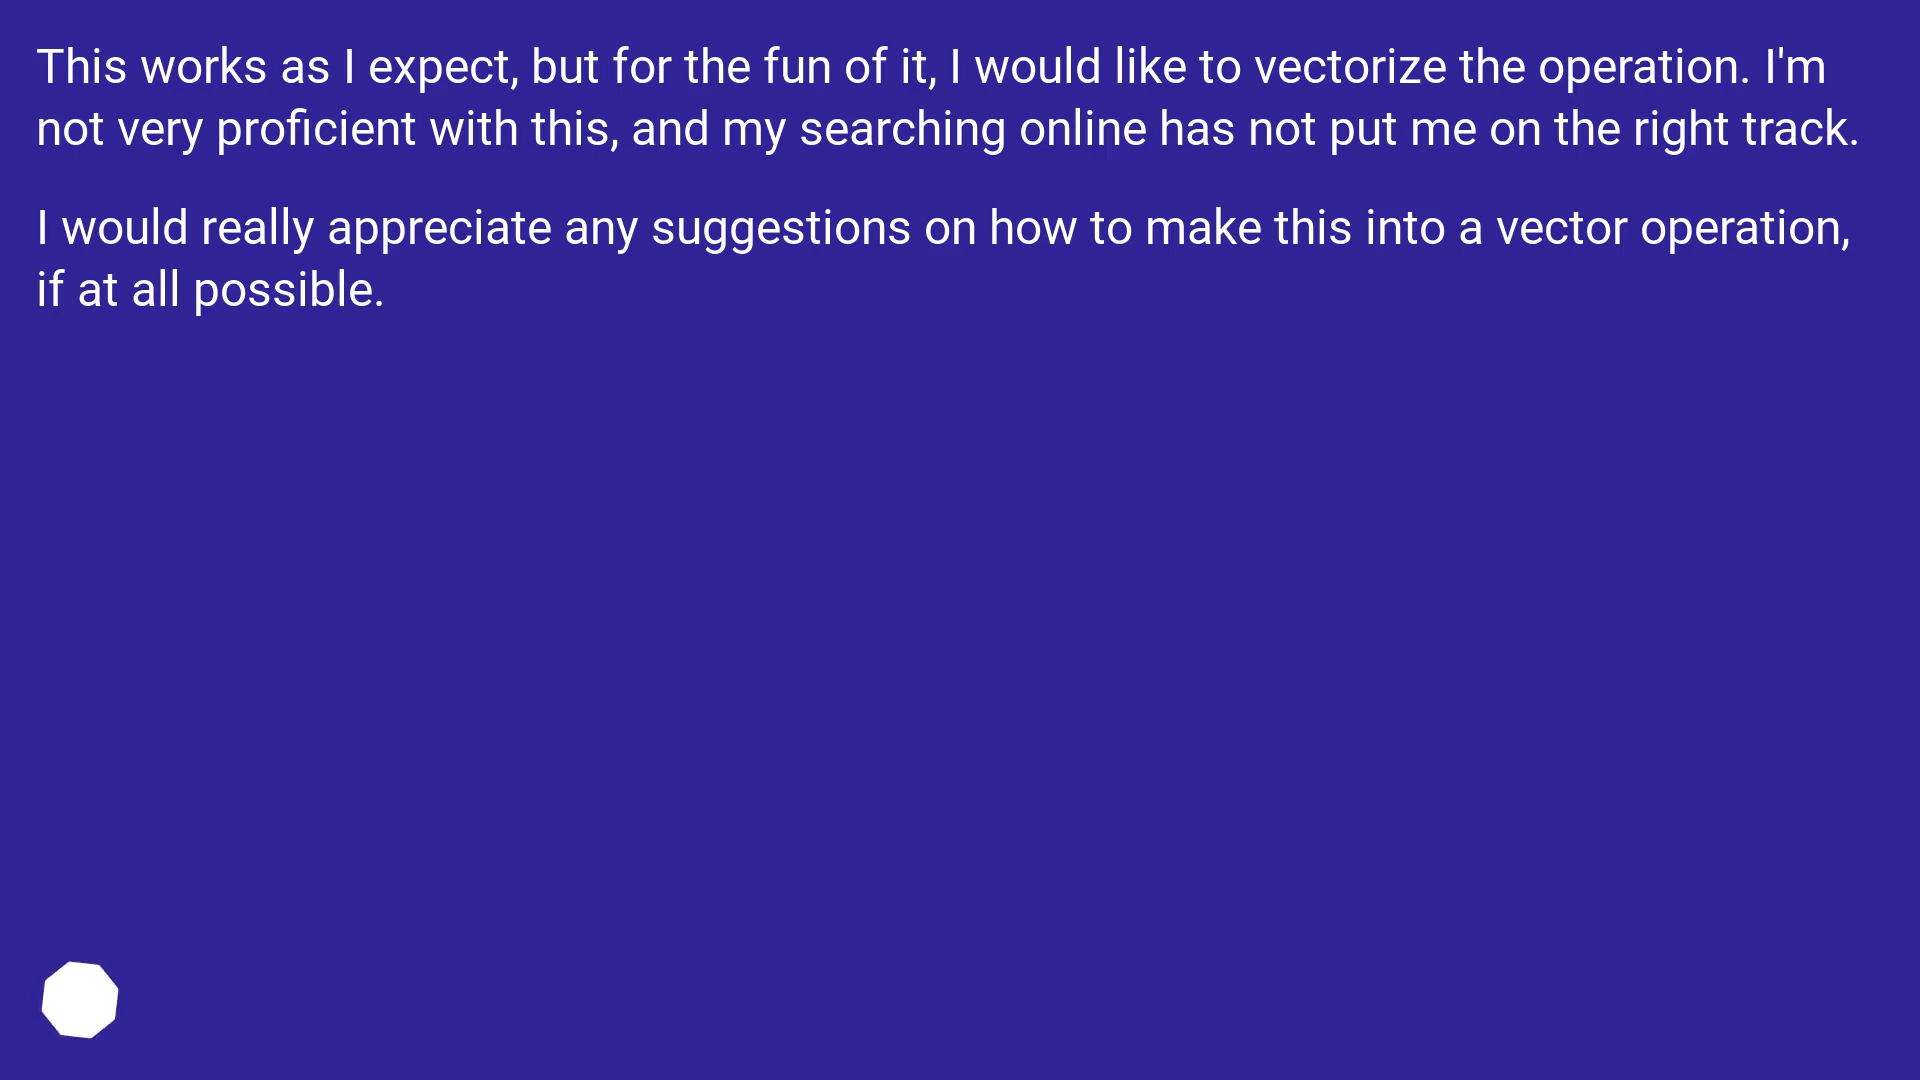 This works as I expect, but for the fun of it, I would like to vectorize the operation. I'm
not very proficient with this, and my searching online has not put me on the right track.
I would really appreciate any suggestions on how to make this into a vector operation,
if at all possible.